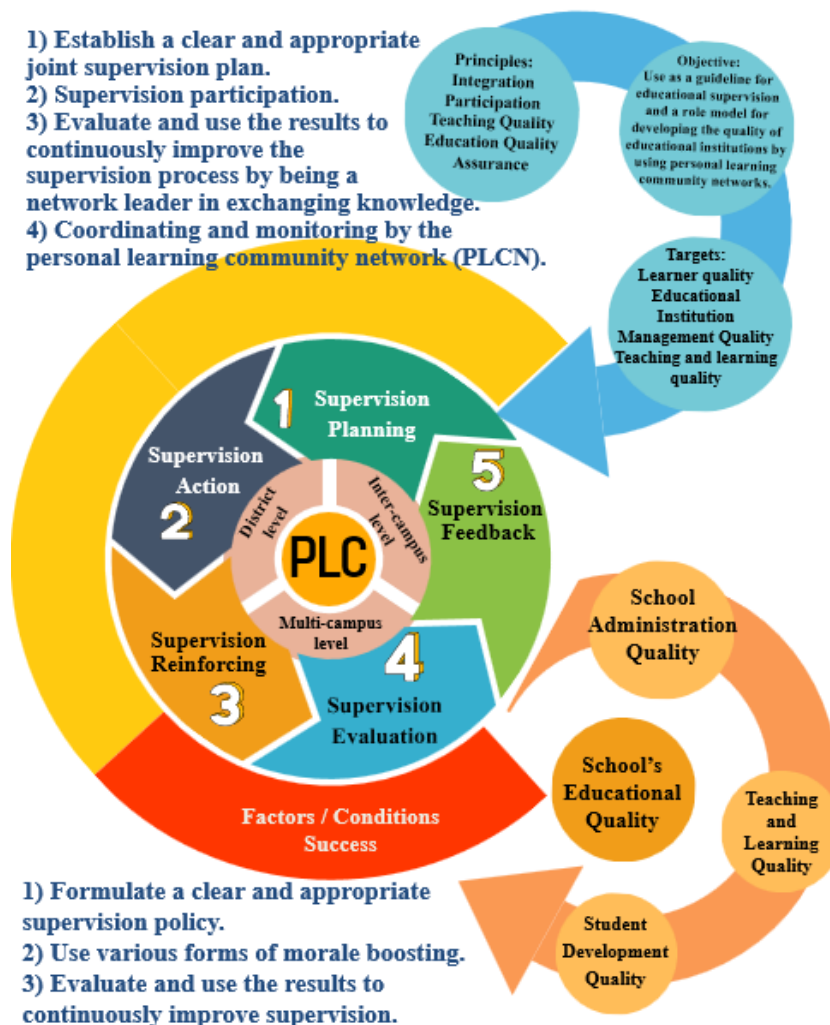 1) Establish a clear and appropriate
joint supervision plan.
2) Supervision participation.
3) Evaluate and use the results to
continuously improve the
supervision process by being a
network leader in exchanging knowledge.
4) Coordinating and monitoring by the
personal learning community network (PLCN).
Principles:
Integration
Participation
Teaching Quality
Education Quality
Assurance
Objective:
Use as a guideline for
educational supervision
and a role model for
developing the quality of
educational institutions by
using personal learning
community networks.
Targets:
Learner quality
Educational
Institution
Management Quality
Teaching and learning
quality
1
Supervision
Planning
Supervision
Action
2
Supervision
Reinforcing
3
4
Supervision
Evaluation
5
Supervision
Feedback
District
level
Inter-campus
level
Multi-campus
level
PLC
Factors / Conditions
Success
School
Administration
Quality
Teaching
and
Learning
Quality
Student
Development
Quality
School’s
Educational
Quality
1) Formulate a clear and appropriate
supervision policy.
2) Use various forms of morale boosting.
3) Evaluate and use the results to
continuously improve supervision.